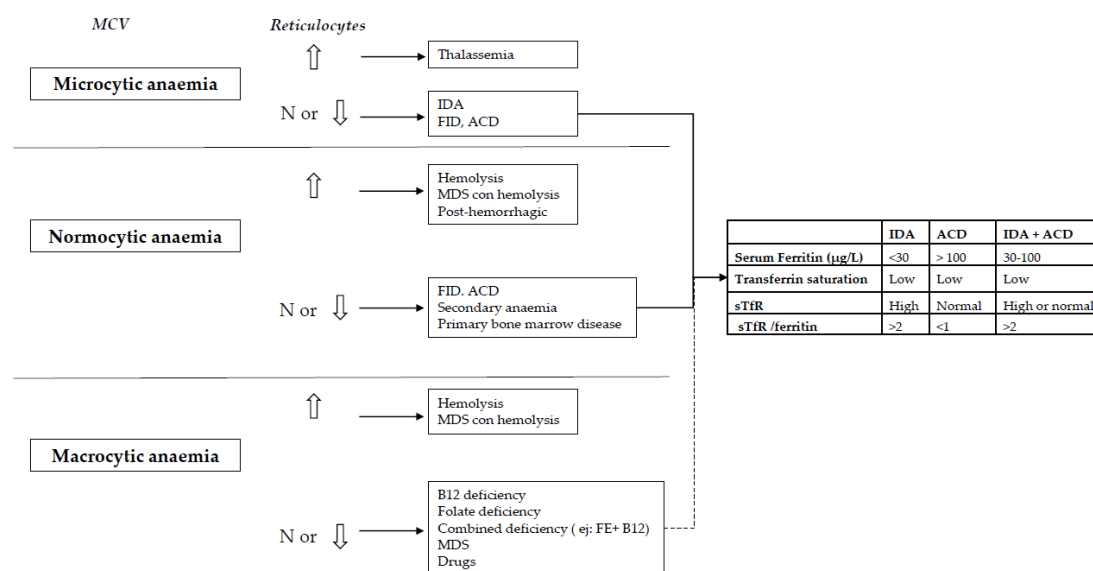 MCV
Reticulocytes
Microcytic anaemia
Thalassemia
N or
IDA
FID, ACD
Normocytic anaemia
Hemolysis
MDS con hemolysis
Post-hemorrhagic
N or
FID. ACD
Secondary anaemia
Primary bone marrow disease
IDA ACD IDA + ACD
Serum Ferritin (µg/L) <30 > 100 30-100
Transferrin saturation Low Low Low
sTfR High Normal High or normal
sTfR /ferritin >2 <1 >2
Macrocytic anaemia
Hemolysis
MDS con hemolysis
N or
B12 deficiency
Folate deficiency
Combined deficiency ( ej: FE+ B12)
MDS
Drugs